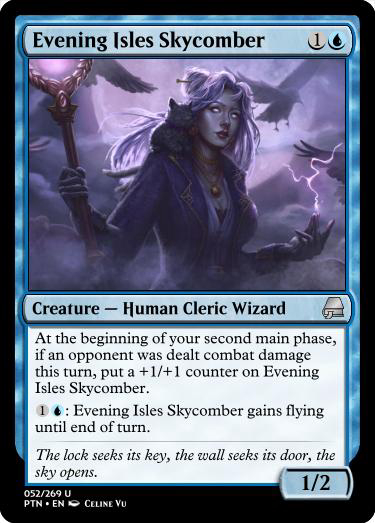 Evening Isles Skycomber 1
Creature — Human Cleric Wizard
At the beginning of your second main phase,
if an opponent was dealt combat damage
this turn, put a +1/+1 counter on Evening
Isles Skycomber.
1 : Evening Isles Skycomber gains flying
until end of turn.
The lock seeks its key, the wall seeks its door, the
sky opens.
1/2
052/269 U
PTN • EN Celine Vu